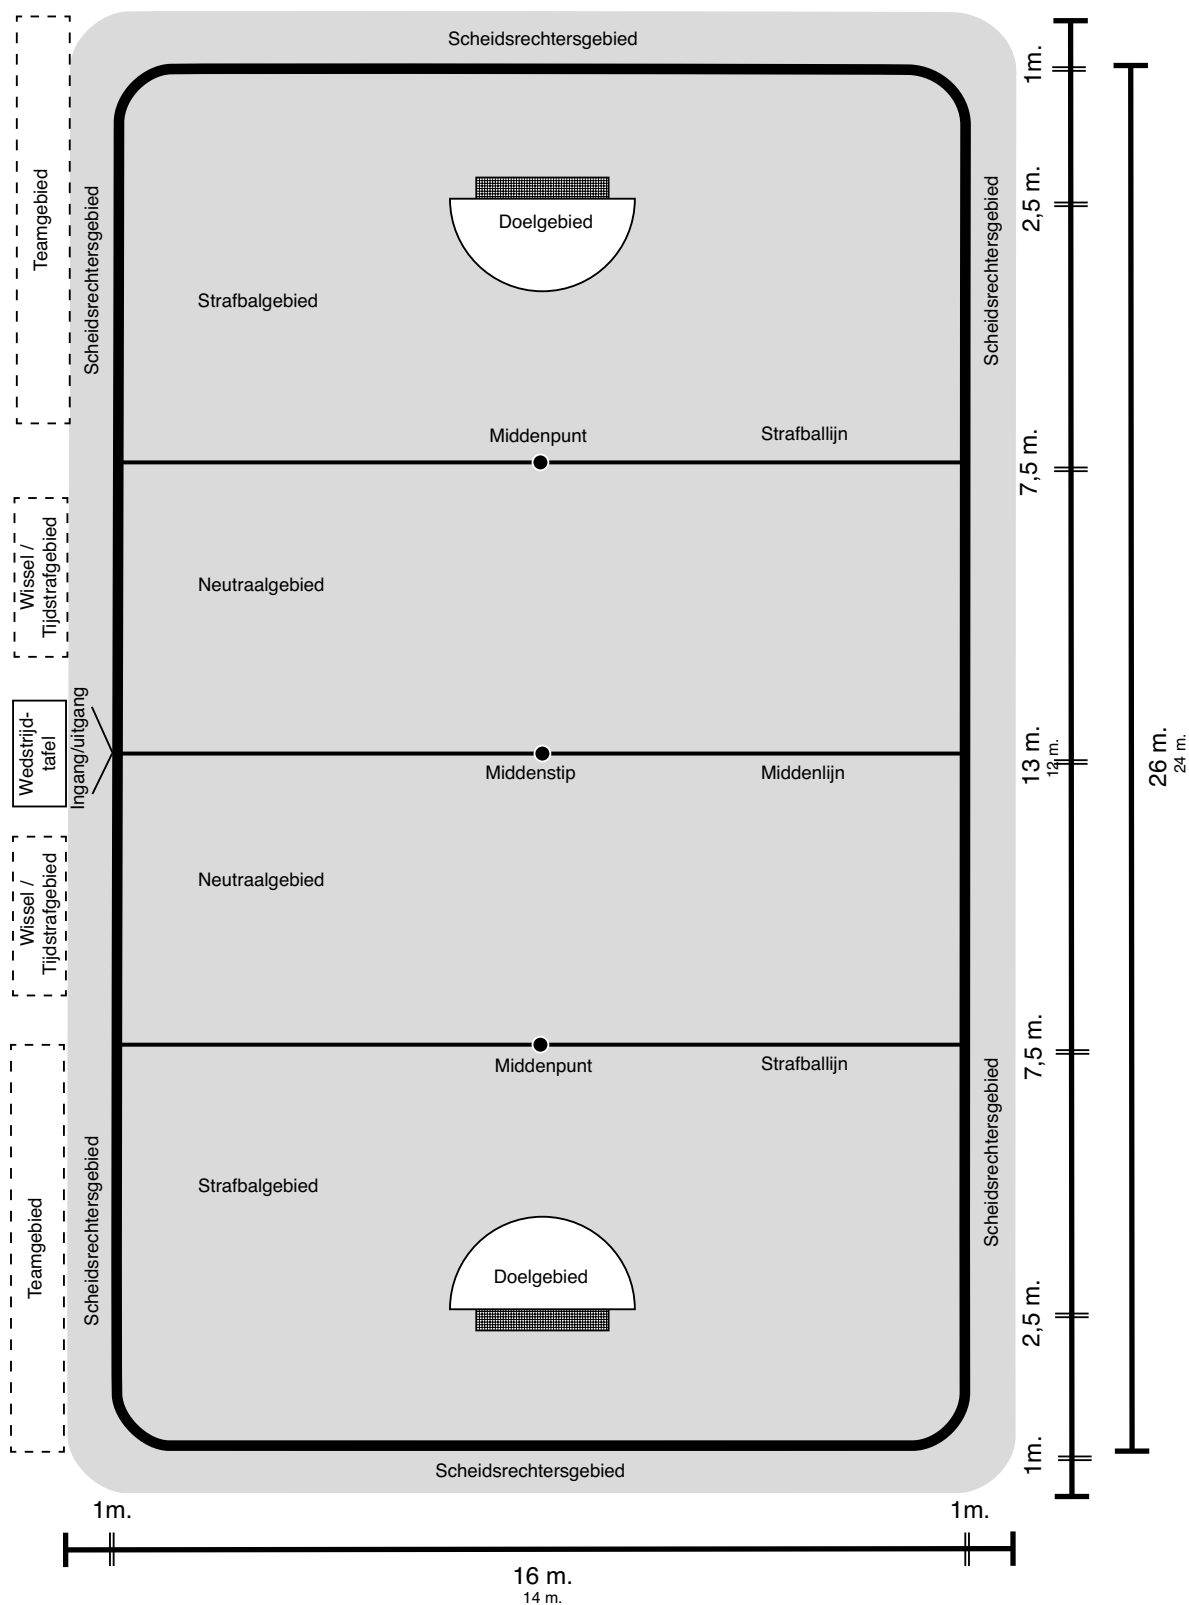 Scheidsrechtersgebied
1m.
Teamgebied
Scheidsrechtersgebied
Doelgebied
Scheidsrechtersgebied
2,5 m.
Strafbalgebied
Middenpunt
Strafballijn
7,5 m.
Wissel /
Tijdstrafgebied
Neutraalgebied
Wedstrijd-
tafel
Ingang/uitgang
Middenstip
Middenlijn
13 m.
12 m.
26 m.
24 m.
Wissel /
Tijdstrafgebied
Neutraalgebied
Middenpunt
Strafballijn
7,5 m.
Teamgebied
Scheidsrechtersgebied
Strafbalgebied
Scheidsrechtersgebied
Doelgebied
2,5 m.
Scheidsrechtersgebied
1m.
1m.
1m.
16 m.
14 m.